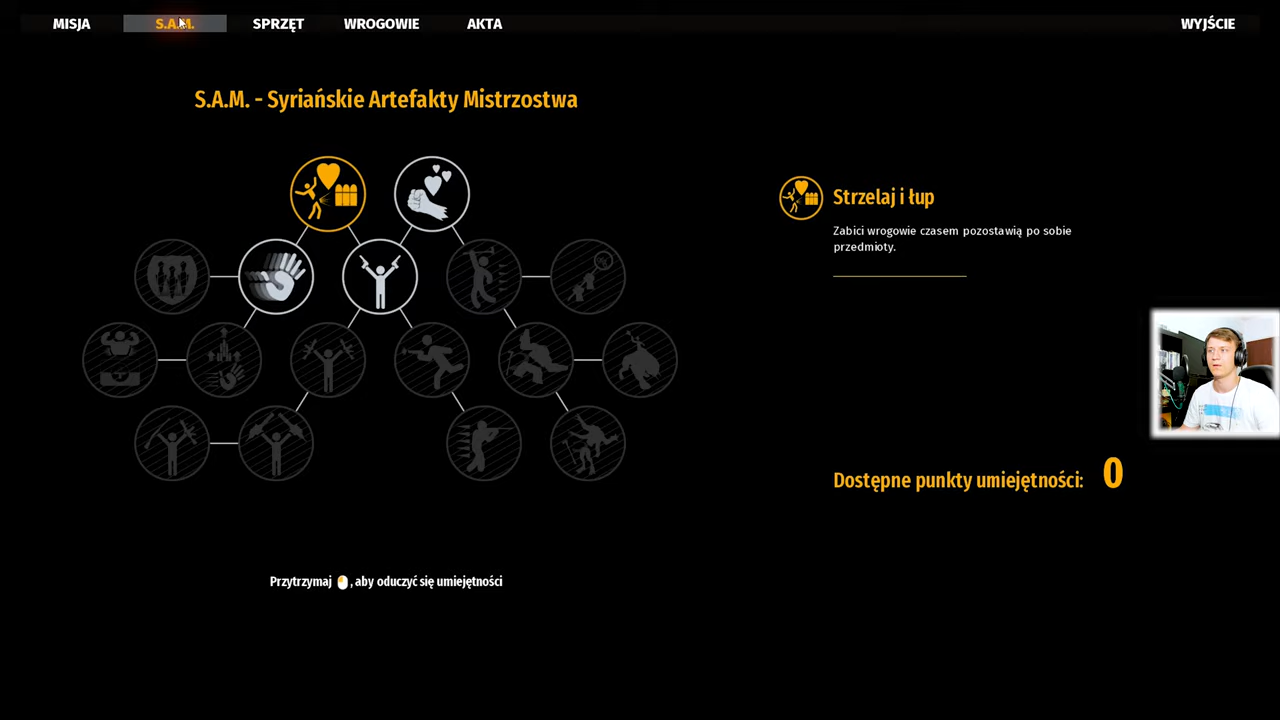 MISJA S.A.M. SPRZĘT WROGOWIE AKTA WYJŚCIE
S.A.M. - Syriańskie Artefakty Mistrzostwa
Strzelaj i łup
Zabici wrogowie czasem pozostawią po sobie
przedmioty.
Dostępne punkty umiejętności: 0
Przytrzymaj , aby oduczyć się umiejętności